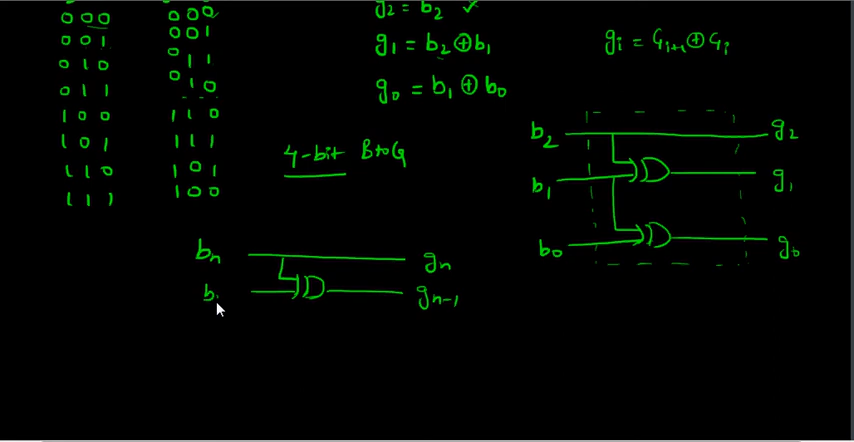 000 000
001 001
010 011
011 010
100 110
101 111
110 101
111 100
g2 = b2 ✓
g1 = b2 ⊕ b1
g0 = b1 ⊕ b0
gi = Gi+1 ⊕ Gi
4-bit BtoG
b2 g2
b1 g1
b0 g0
bn gn
b gn-1